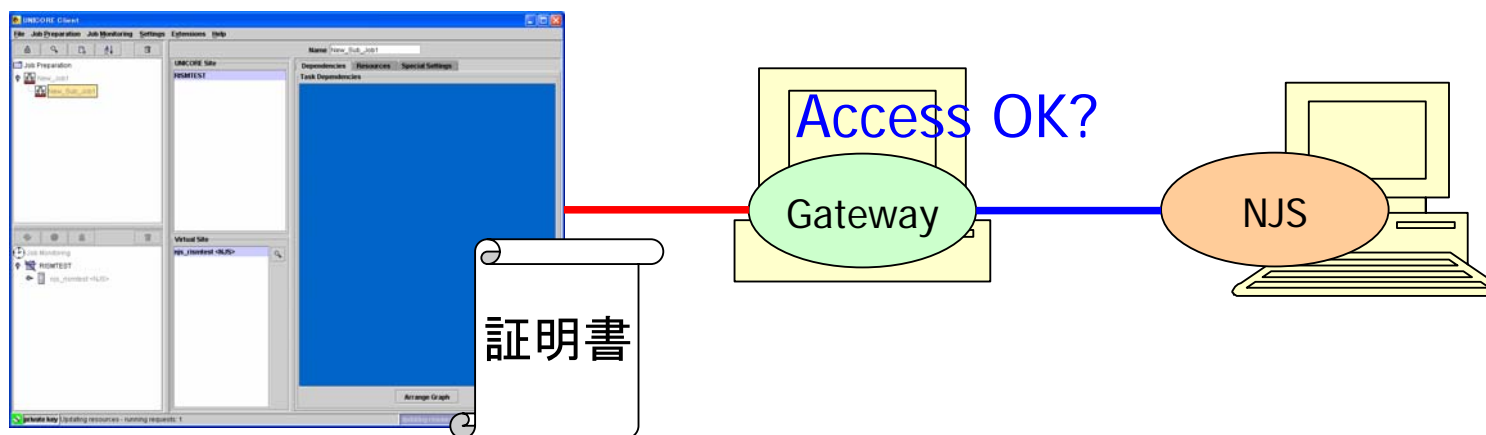 UNICORE Client
File Job Preparation Job Monitoring Settings Extensions Help
Name New_Sub_Job1
Job Preparation
New_Job1
New_Sub_Job1
UNICORE Site
RISMTEST
Dependencies Resources Special Settings
Task Dependencies
Job Monitoring
RISMTEST
njs_rismtest <NJS>
Virtual Site
njs_rismtest <NJS>
Arrange Graph
private key Updating resources - running requests: 1
証明書
Access OK?
Gateway
NJS